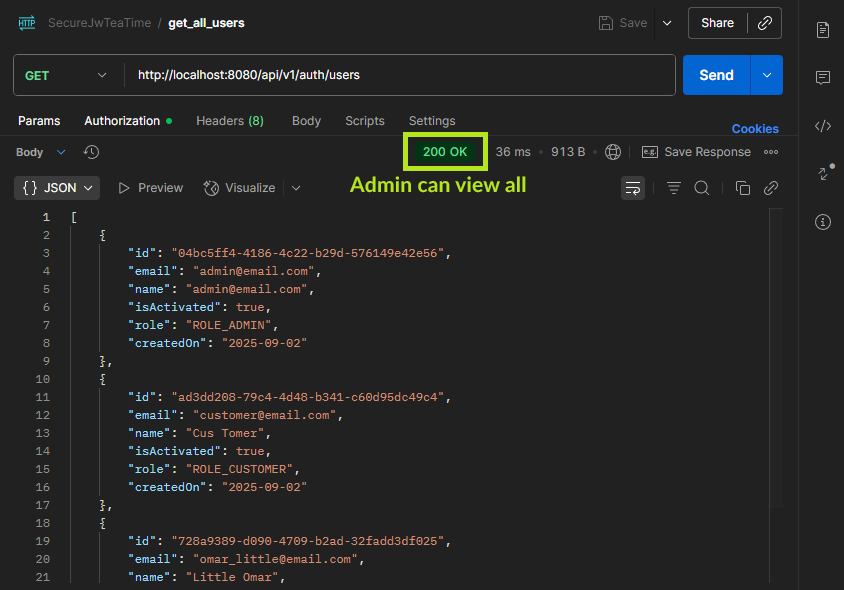 HTTP SecureJwTeaTime / get_all_users Save Share
GET http://localhost:8080/api/v1/auth/users Send
Params Authorization Headers (8) Body Scripts Settings Cookies
Body 200 OK 36 ms 913 B e.g. Save Response
{} JSON Preview Visualize Admin can view all
1 [
2 {
3 "id": "04bc5ff4-4186-4c22-b29d-576149e42e56",
4 "email": "admin@email.com",
5 "name": "admin@email.com",
6 "isActivated": true,
7 "role": "ROLE_ADMIN",
8 "createdOn": "2025-09-02"
9 },
10 {
11 "id": "ad3dd208-79c4-4d48-b341-c60d95dc49c4",
12 "email": "customer@email.com",
13 "name": "Cus Tomer",
14 "isActivated": true,
15 "role": "ROLE_CUSTOMER",
16 "createdOn": "2025-09-02"
17 },
18 {
19 "id": "728a9389-d090-4709-b2ad-32fadd3df025",
20 "email": "omar_little@email.com",
21 "name": "Little Omar",